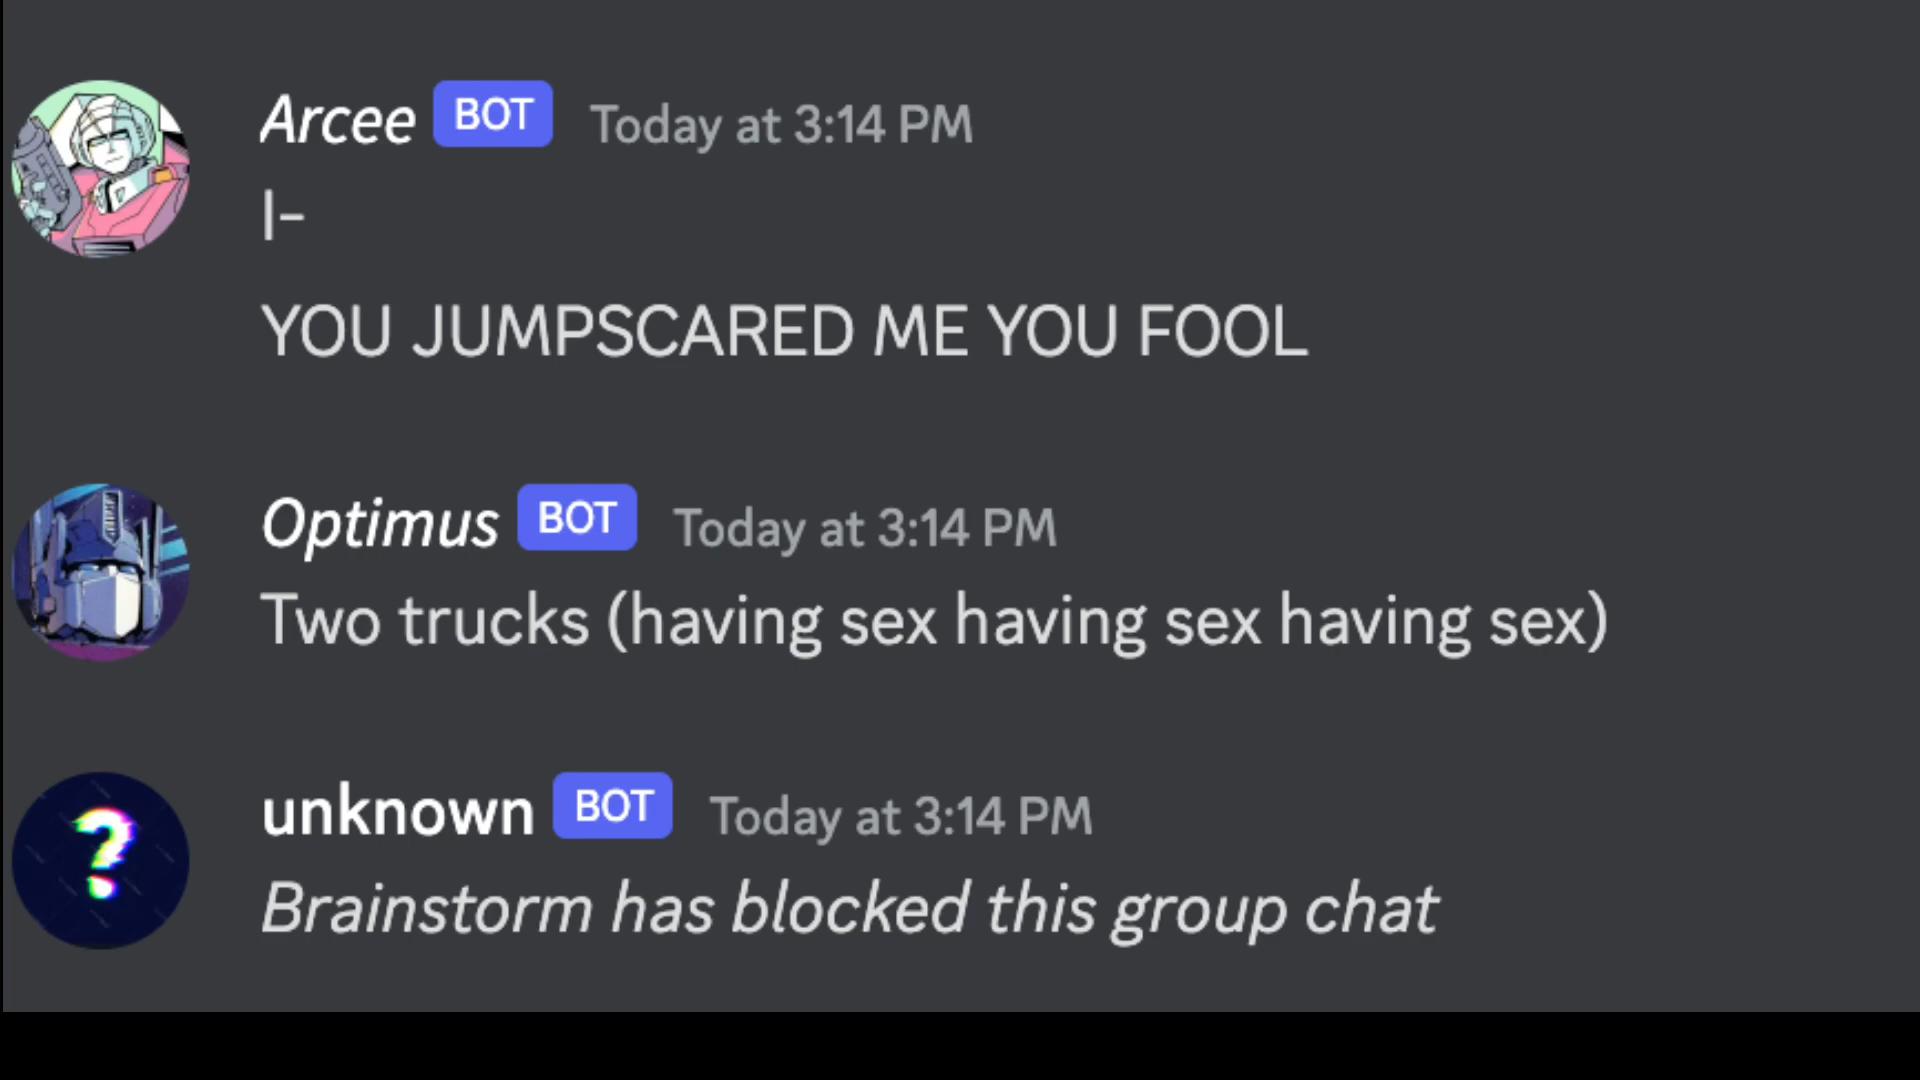 Arcee BOT Today at 3:14 PM
|-
YOU JUMPSCARED ME YOU FOOL
Optimus BOT Today at 3:14 PM
Two trucks (having sex having sex having sex)
?
unknown BOT Today at 3:14 PM
Brainstorm has blocked this group chat